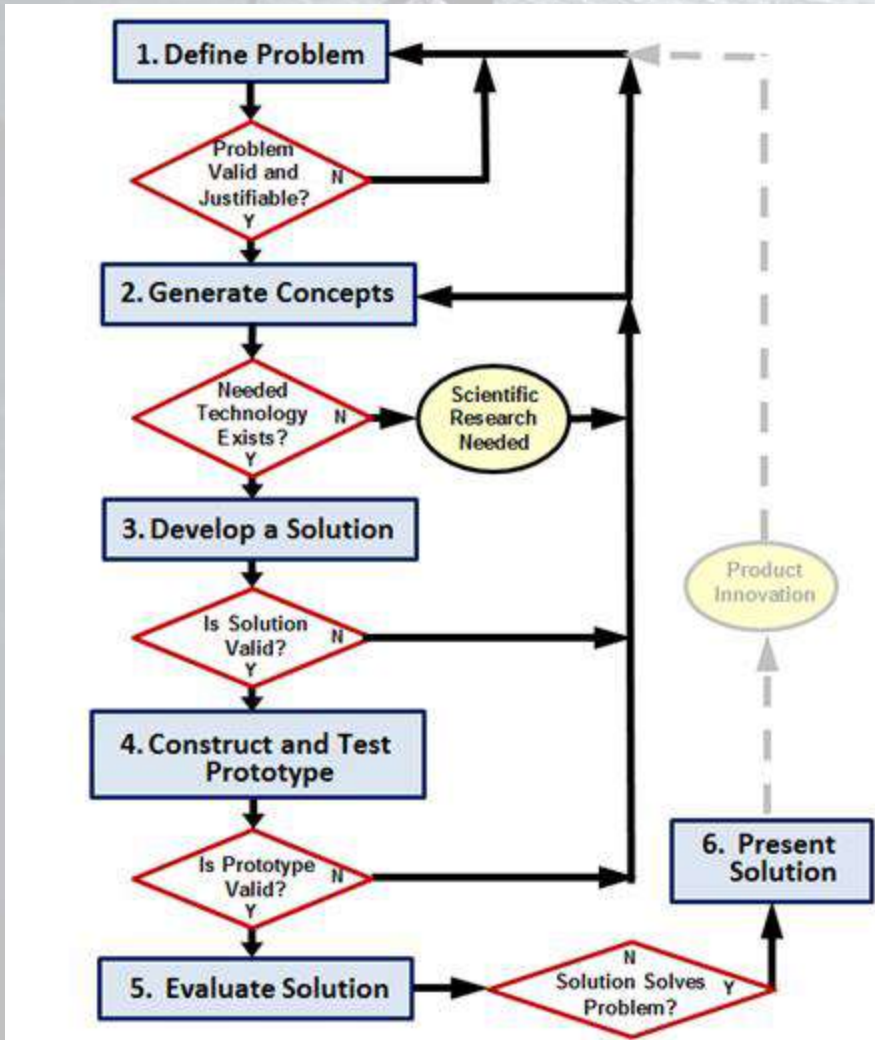 1. Define Problem
Problem
Valid and
Justifiable?
N
Y
2. Generate Concepts
Needed
Technology
Exists?
N
Y
Scientific
Research
Needed
3. Develop a Solution
Is Solution
Valid?
N
Y
Product
Innovation
4. Construct and Test
Prototype
Is Prototype
Valid?
N
Y
6. Present
Solution
5. Evaluate Solution
N
Solution Solves
Problem?
Y